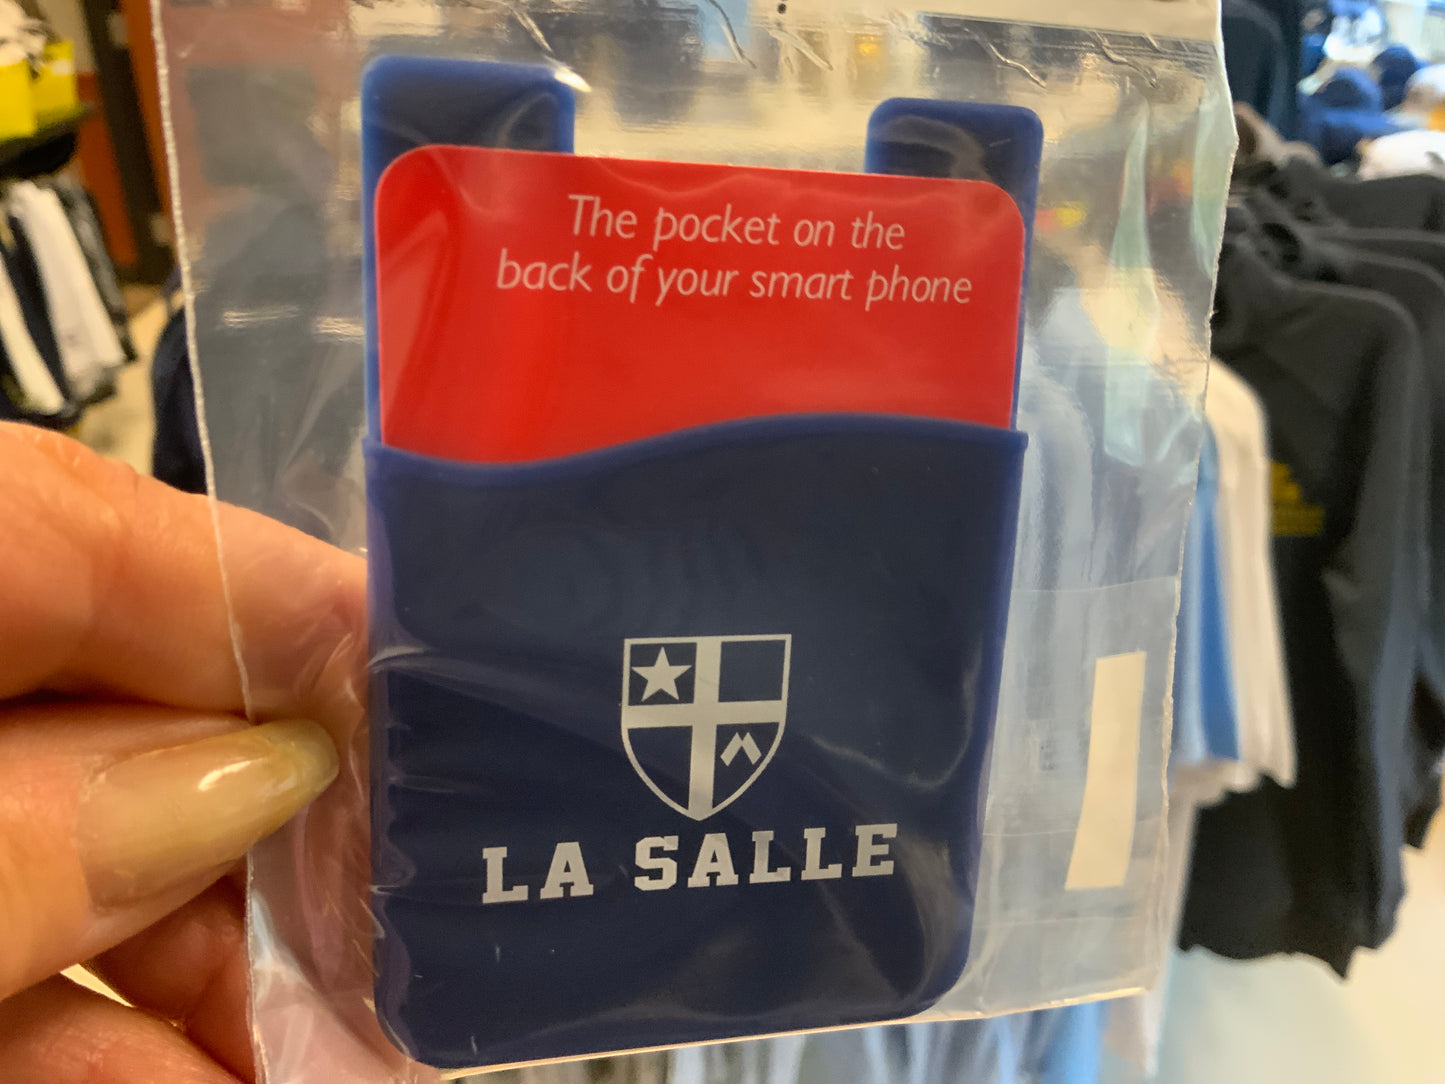 The pocket on the
back of your smart phone
LA SALLE